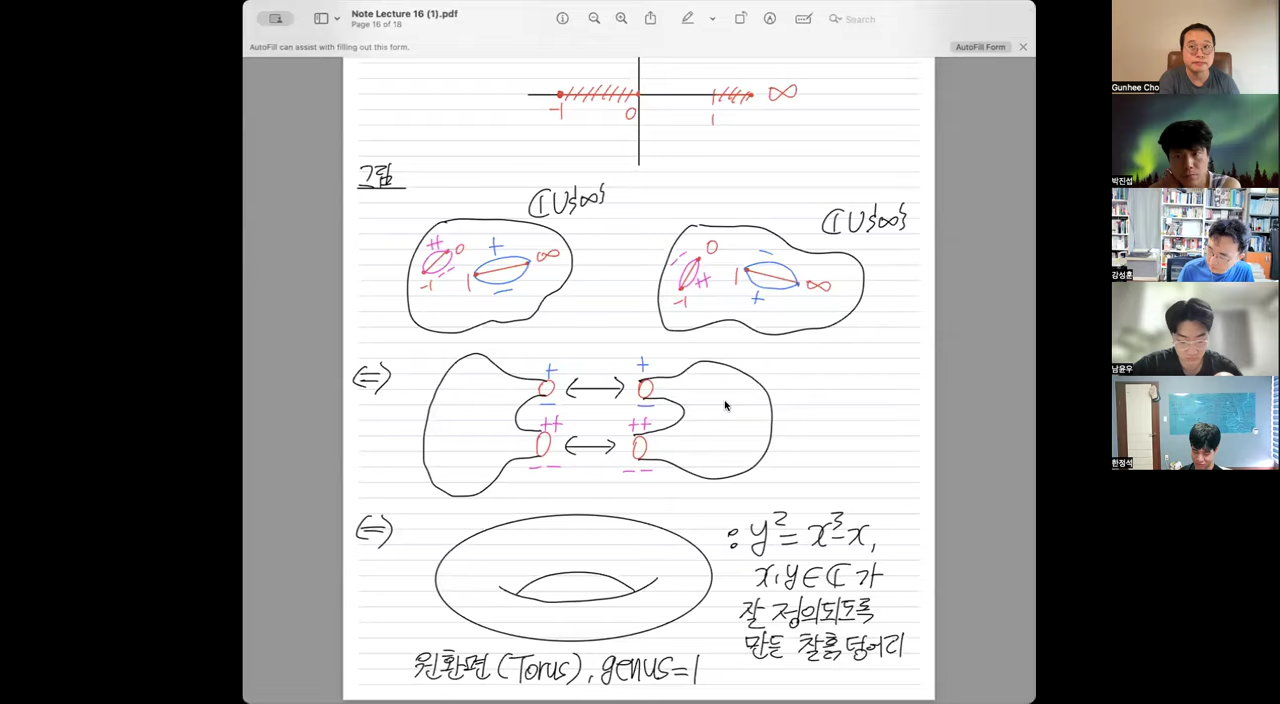 Note Lecture 16 (1).pdf
Page 16 of 18
Search
AutoFill can assist with filling out this form.
AutoFill Form
-1 0 1 ∞
그림
ℂ∪{∞} ℂ∪{∞}
++ 0 + ∞ -- 0 - ∞
-1 -- 1 - -1 ++ 1 +
⇔ + +
- -
++ ++
-- --
⇔
: y² = x³-x,
x, y ∈ ℂ 가
잘 정의되도록
만든 찰흙 덩어리
원환면 (Torus), genus=1
Gunhee Cho
박진섭
강성훈
남윤우
한정석